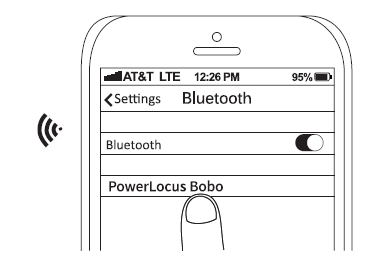 AT&T LTE 12:26 PM 95%
Settings Bluetooth
Bluetooth
PowerLocus Bobo